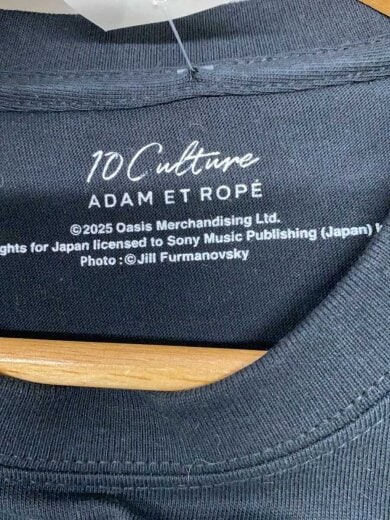 10 Culture
ADAM ET ROPÉ
©2025 Oasis Merchandising Ltd.
ghts for Japan licensed to Sony Music Publishing (Japan)
Photo : ©Jill Furmanovsky